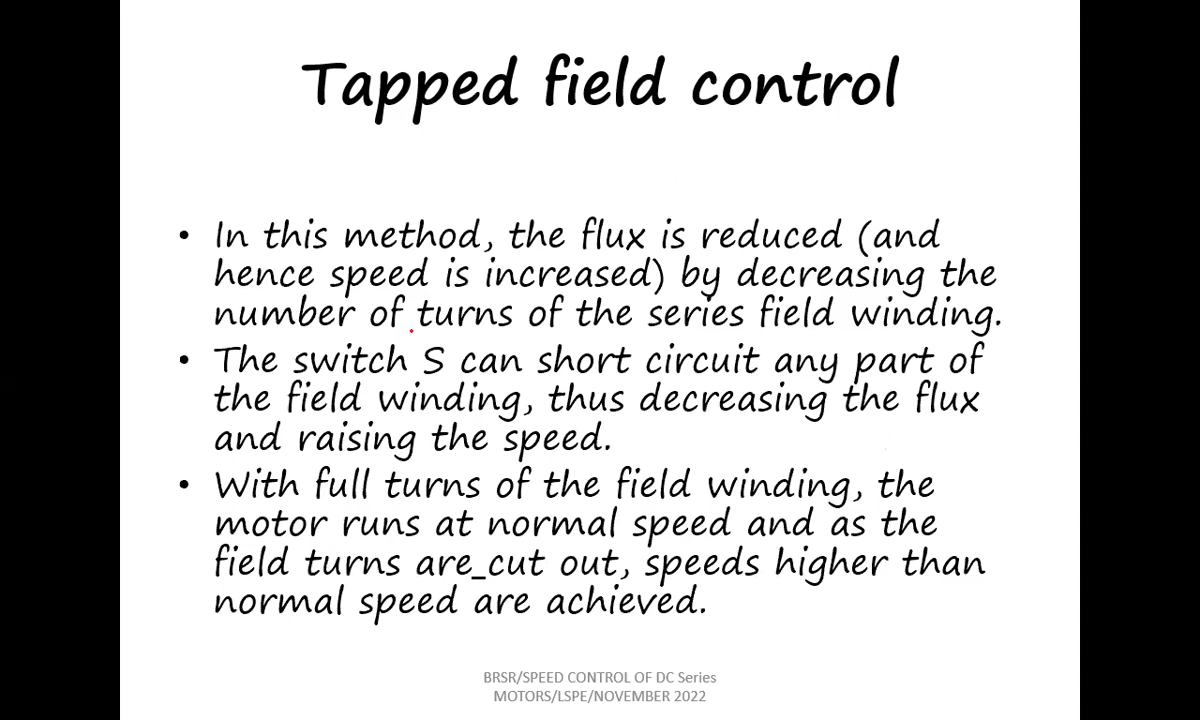 Tapped field control
• In this method, the flux is reduced (and
hence speed is increased) by decreasing the
number of turns of the series field winding.
• The switch S can short circuit any part of
the field winding, thus decreasing the flux
and raising the speed.
• With full turns of the field winding, the
motor runs at normal speed and as the
field turns are_cut out, speeds higher than
normal speed are achieved.
BRSR/SPEED CONTROL OF DC Series
MOTORS/LSPE/NOVEMBER 2022